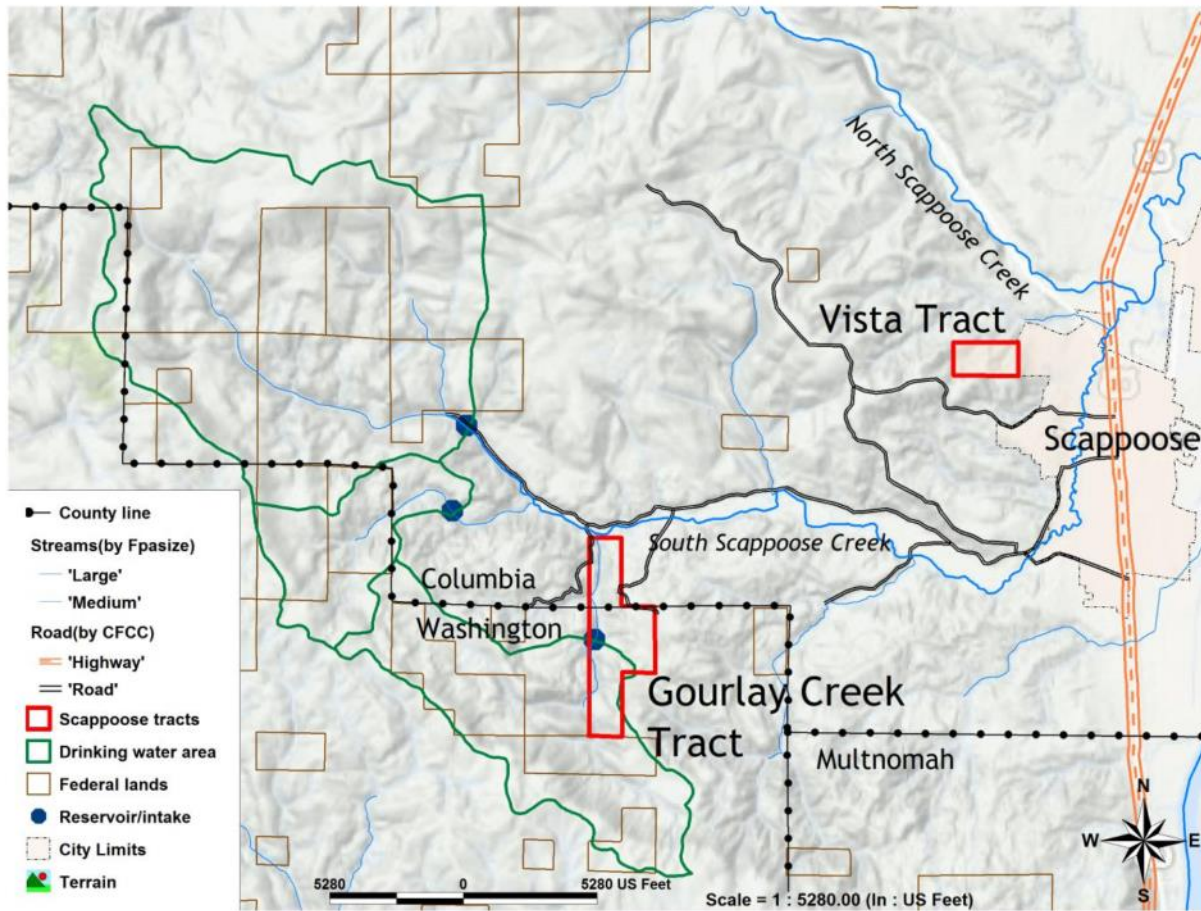 North Scappoose Creek
Vista Tract
Scappoose
South Scappoose Creek
Columbia
Washington
Gourlay Creek
Tract
Multnomah
County line
Streams(by Fpasize)
'Large'
'Medium'
Road(by CFCC)
'Highway'
'Road'
Scappoose tracts
Drinking water area
Federal lands
Reservoir/intake
City Limits
Terrain
N
W E
S
5280 0 5280 US Feet
Scale = 1 : 5280.00 (In : US Feet)